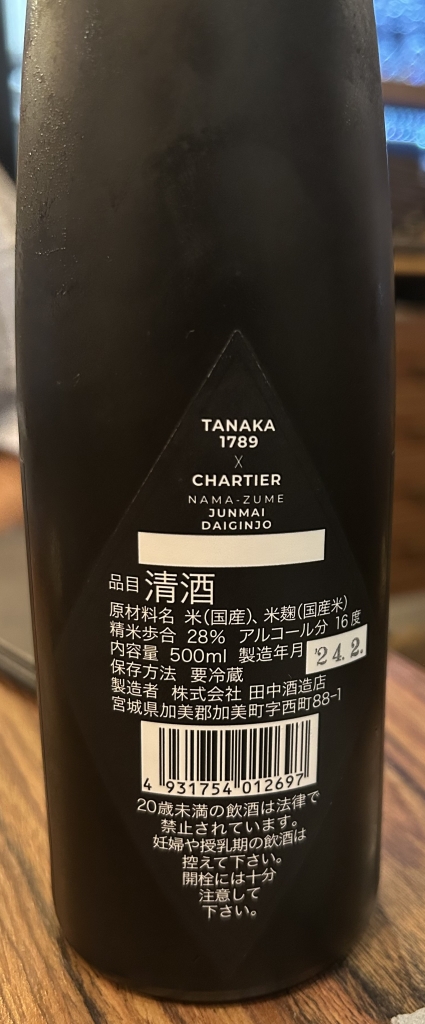 TANAKA
1789
X
CHARTIER
NAMA-ZUME
JUNMAI
DAIGINJO
品目 清酒
原材料名 米(国産)、米麹(国産米)
精米歩合 28% アルコール分 16度
内容量 500ml 製造年月 '24.2.
保存方法 要冷蔵
製造者 株式会社 田中酒造店
宮城県加美郡加美町字西町88-1
4 931754 012697
20歳未満の飲酒は法律で
禁止されています。
妊婦や授乳期の飲酒は
控えて下さい。
開栓には十分
注意して
下さい。